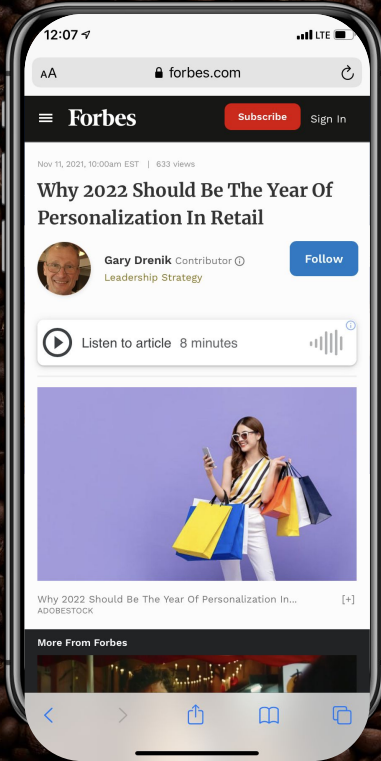 12:07
LTE
AA
forbes.com
Forbes
Subscribe
Sign In
Nov 11, 2021, 10:00am EST | 633 views
Why 2022 Should Be The Year Of
Personalization In Retail
Gary Drenik Contributor
Leadership Strategy
Follow
Listen to article 8 minutes
Why 2022 Should Be The Year Of Personalization In... [+]
ADOBESTOCK
More From Forbes